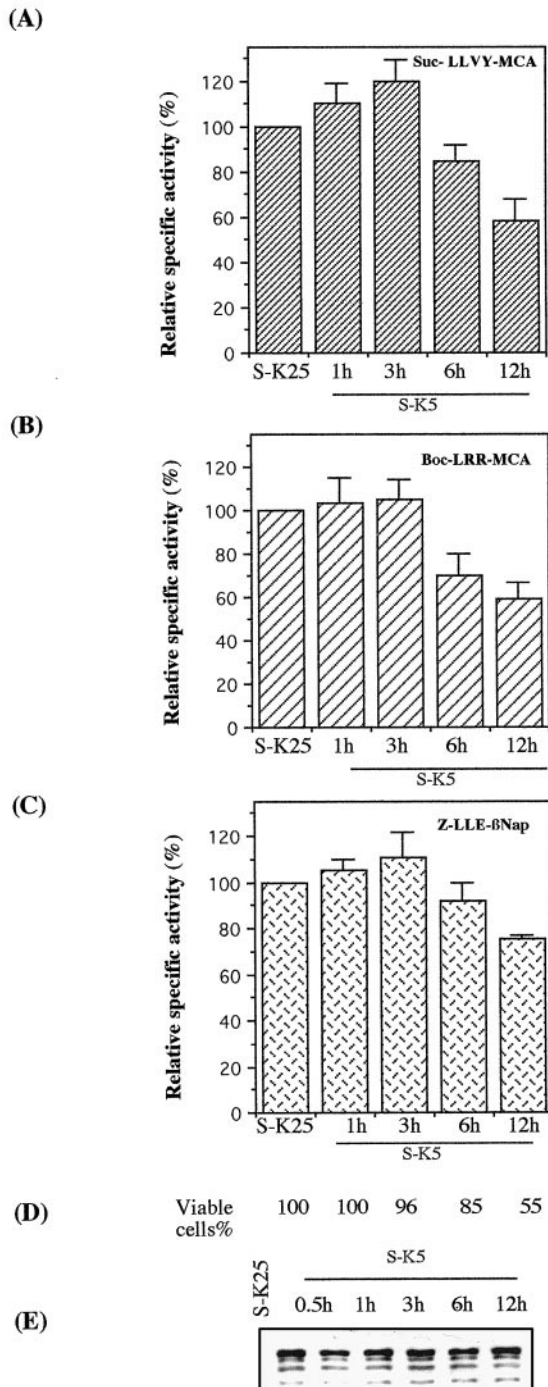 (A)
Suc- LLVY-MCA
Relative specific activity (%)
120
100
80
60
40
20
0
S-K25 1h 3h 6h 12h
S-K5
(B)
Boc-LRR-MCA
Relative specific activity (%)
120
100
80
60
40
20
0
S-K25 1h 3h 6h 12h
S-K5
(C)
Z-LLE-ßNap
Relative specific activity (%)
120
100
80
60
40
20
0
S-K25 1h 3h 6h 12h
S-K5
(D)
Viable cells% 100 100 96 85 55
(E)
S-K25
S-K5
0.5h 1h 3h 6h 12h